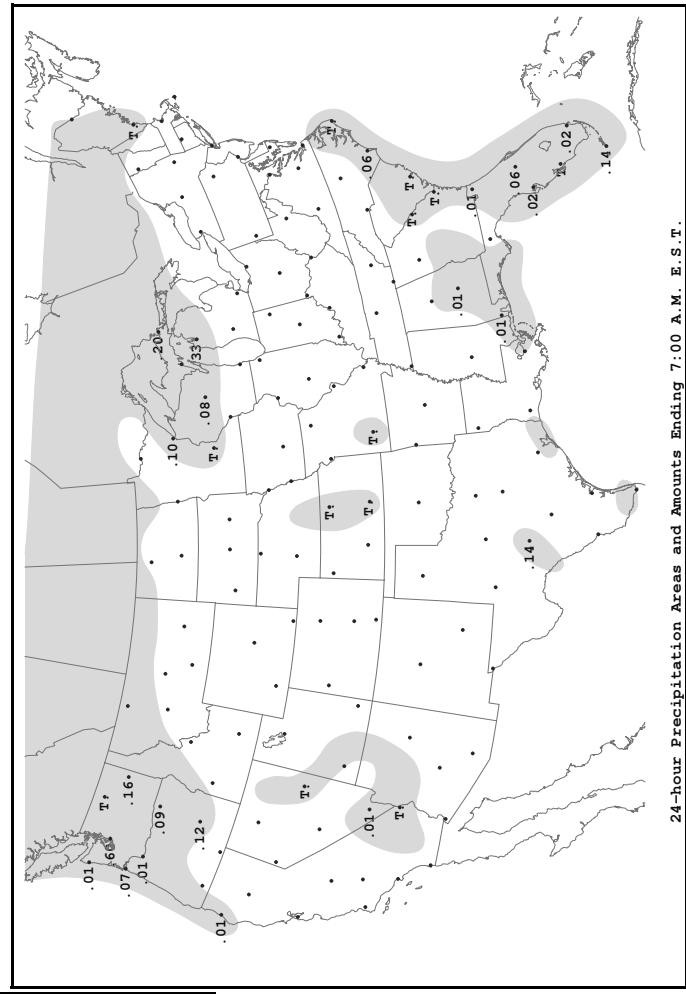 .01
T
.07
.16
T
.01
.20
.09
.10
.33
.12
.08
T
.01
T
T
T
.06
.01
T
T
T
T
T
T
.01
.01
.01
.06
.14
.02
.02
.14
24-hour Precipitation Areas and Amounts Ending 7:00 A.M. E.S.T.